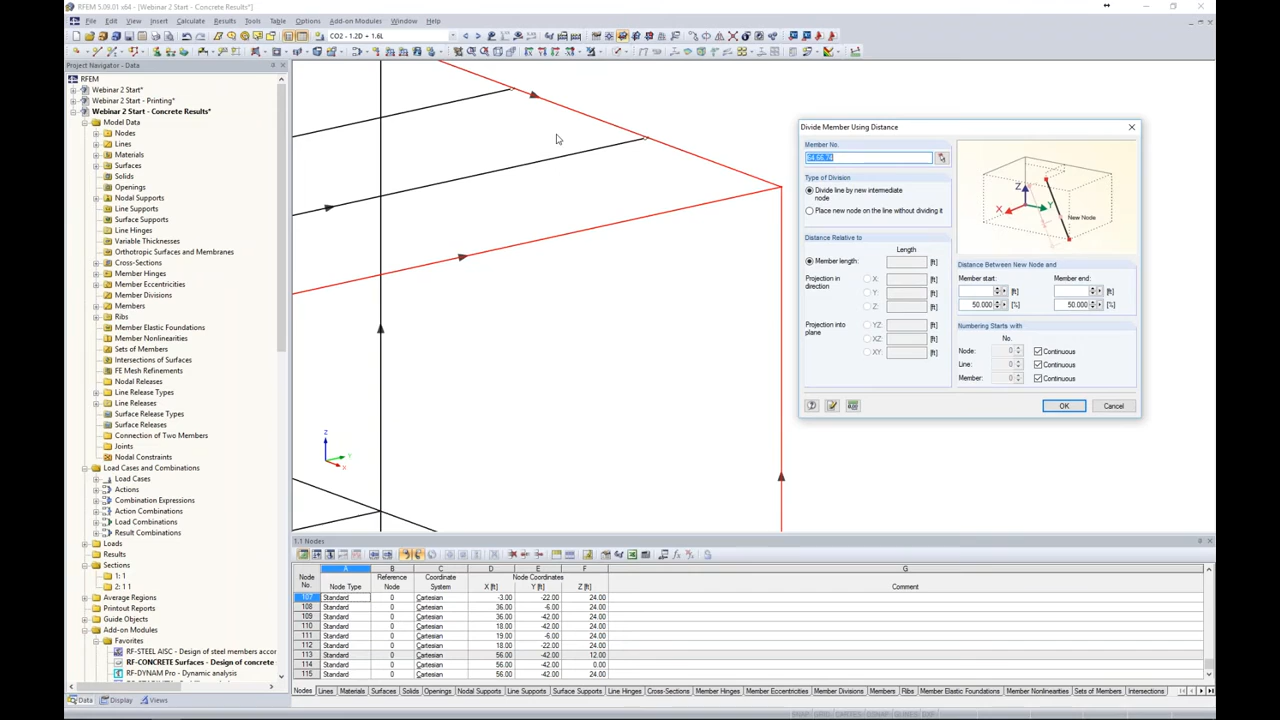 RFEM 5.09.01 x64 - [Webinar 2 Start - Concrete Results*]
File Edit View Insert Calculate Results Tools Table Options Add-on Modules Window Help
CO2 - 1.2D + 1.6L
Project Navigator - Data
RFEM
Webinar 2 Start*
Webinar 2 Start - Printing*
Webinar 2 Start - Concrete Results*
Model Data
Nodes
Lines
Materials
Surfaces
Solids
Openings
Nodal Supports
Line Supports
Surface Supports
Line Hinges
Variable Thicknesses
Orthotropic Surfaces and Membranes
Cross-Sections
Member Hinges
Member Eccentricities
Member Divisions
Members
Ribs
Member Elastic Foundations
Member Nonlinearities
Sets of Members
Intersections of Surfaces
FE Mesh Refinements
Nodal Releases
Line Release Types
Line Releases
Surface Release Types
Surface Releases
Connection of Two Members
Joints
Nodal Constraints
Load Cases and Combinations
Load Cases
Actions
Combination Expressions
Action Combinations
Load Combinations
Result Combinations
Loads
Results
Sections
1: 1
2: 1 1
Average Regions
Printout Reports
Guide Objects
Add-on Modules
Favorites
RF-STEEL AISC - Design of steel members accor
RF-CONCRETE Surfaces - Design of concrete
RF-DYNAM Pro - Dynamic analysis
Data Display Views
Z
Y
X
Divide Member Using Distance
Member No.
64,66,74
Type of Division
Divide line by new intermediate
node
Place new node on the line without dividing it
Distance Relative to
Length
Member length: [ft]
Projection in
direction
X: [ft]
Y: [ft]
Z: [ft]
Projection into
plane
YZ [ft]
XZ [ft]
XY: [ft]
Z
X
Y
New Node
Distance Between New Node and
Member start: Member end:
[ft] [ft]
50.000 [%] 50.000 [%]
Numbering Starts with
No.
Node: 0 Continuous
Line: 0 Continuous
Member: 0 Continuous
OK Cancel
1.1 Nodes
A B C D E F G
Node
No.
Node Type
Reference
Node
Coordinate
System
Node Coordinates
X [ft] Y [ft] Z [ft]
Comment
107 Standard 0 Cartesian -3.00 -22.00 24.00
108 Standard 0 Cartesian 36.00 -6.00 24.00
109 Standard 0 Cartesian 36.00 -42.00 24.00
110 Standard 0 Cartesian 18.00 -42.00 24.00
111 Standard 0 Cartesian 19.00 -6.00 24.00
112 Standard 0 Cartesian 18.00 -22.00 24.00
113 Standard 0 Cartesian 56.00 -42.00 12.00
114 Standard 0 Cartesian 56.00 -42.00 0.00
115 Standard 0 Cartesian 56.00 -42.00 24.00
Nodes Lines Materials Surfaces Solids Openings Nodal Supports Line Supports Surface Supports Line Hinges Cross-Sections Member Hinges Member Eccentricities Member Divisions Members Ribs Member Elastic Foundations Member Nonlinearities Sets of Members Intersections
SNAP GRID CARTES OSNAP GLINES DXF